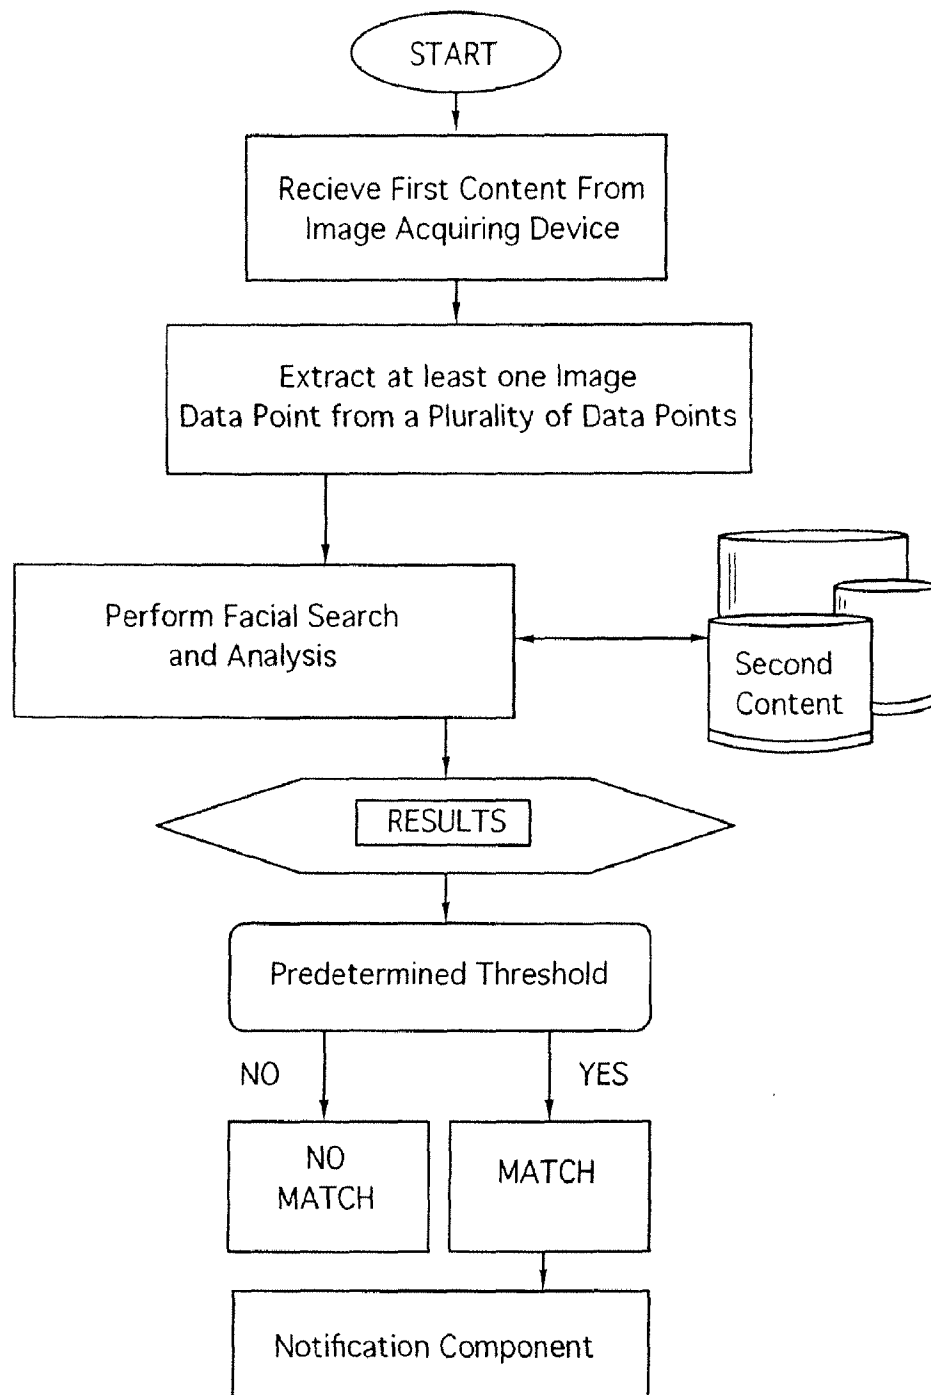 START
Recieve First Content From
Image Acquiring Device
Extract at least one Image
Data Point from a Plurality of Data Points
Perform Facial Search
and Analysis
Second
Content
RESULTS
Predetermined Threshold
NO
YES
NO
MATCH
MATCH
Notification Component